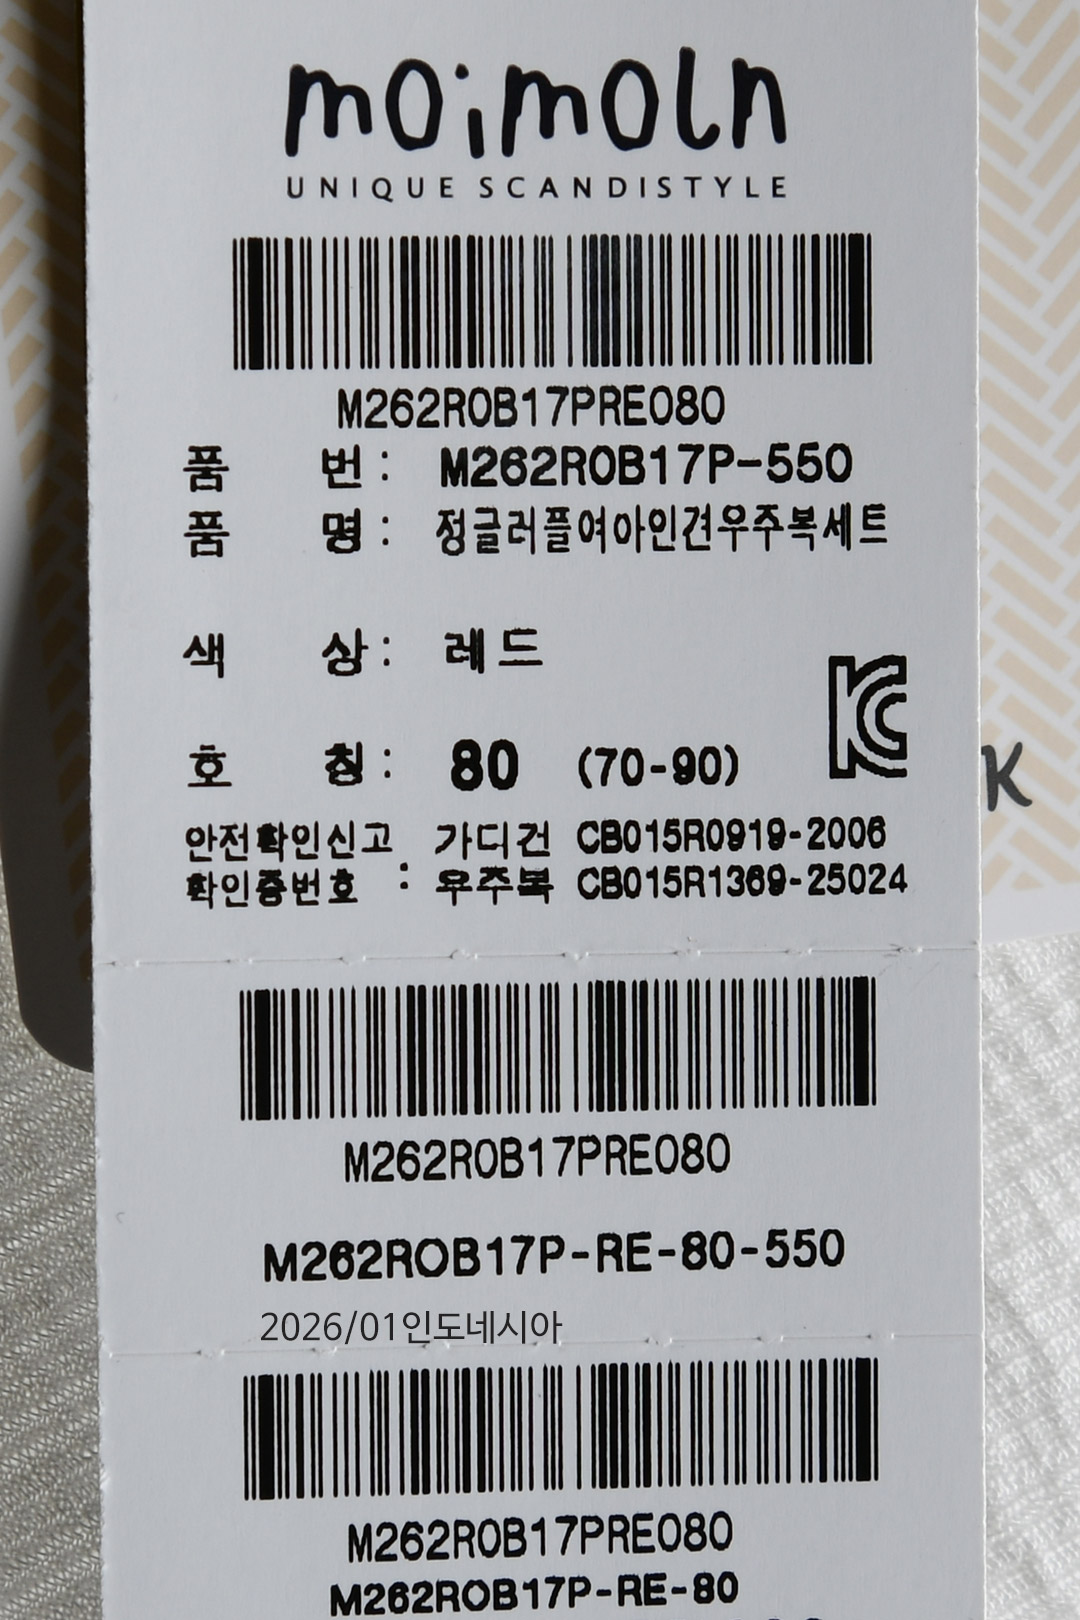 moimoln
UNIQUE SCANDISTYLE
M262ROB17PRE080
품 번 : M262ROB17P-550
품 명 : 정글러플여아인견우주복세트
색 상 : 레드
호 칭 : 80 (70-90)
KC
안전확인신고 가디건 CB015R0919-2006
확인증번호 : 우주복 CB015R1369-25024
K
M262ROB17PRE080
M262ROB17P-RE-80-550
2026/01인도네시아
M262ROB17PRE080
M262ROB17P-RE-80